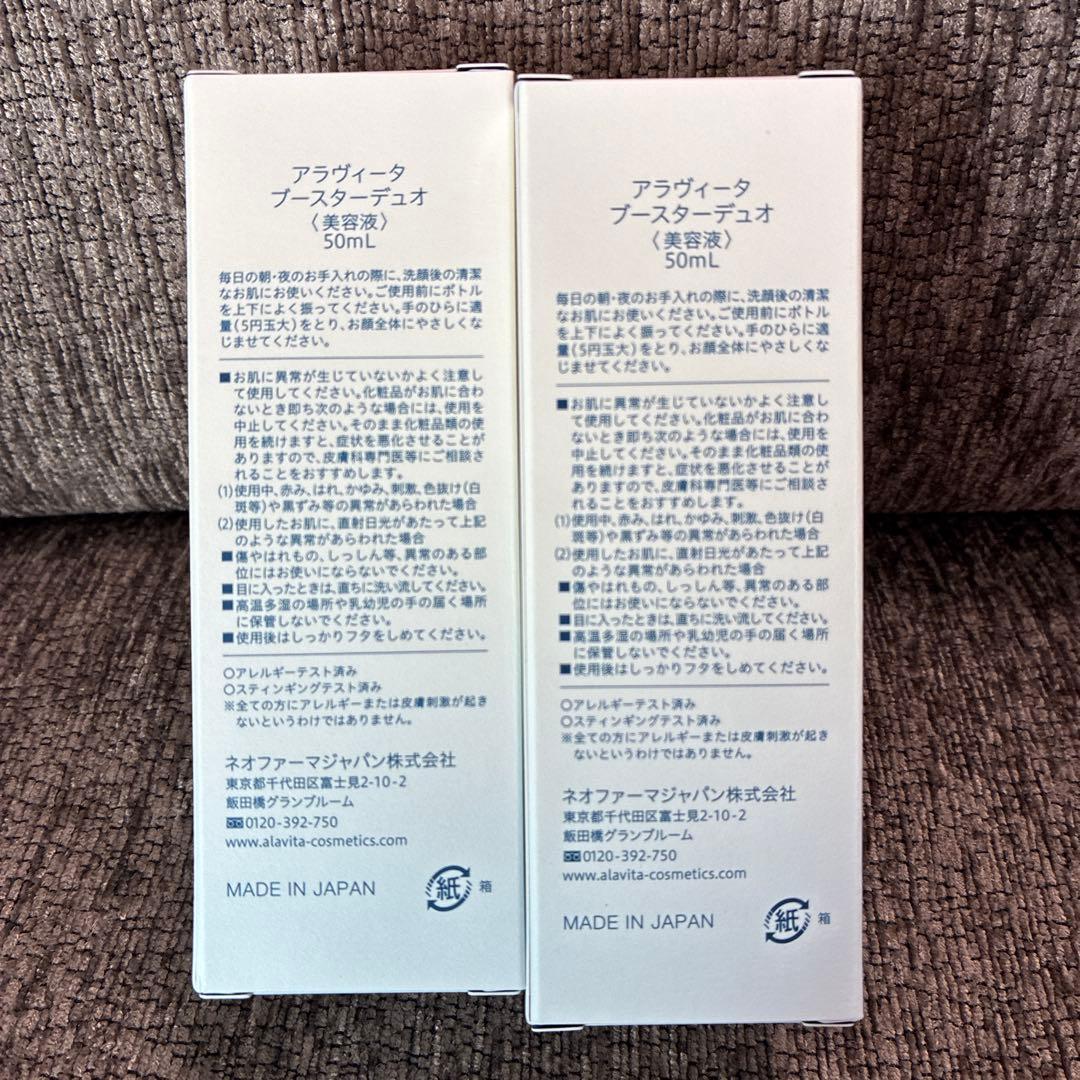 アラヴィータ
ブースターデュオ
〈美容液〉
50mL
毎日の朝・夜のお手入れの際に、洗顔後の清潔
なお肌にお使いください。ご使用前にボトル
を上下によく振ってください。手のひらに適
量(5円玉大)をとり、お顔全体にやさしくな
じませてください。
■お肌に異常が生じていないかよく注意し
て使用してください。化粧品がお肌に合わ
ないとき即ち次のような場合には、使用を
中止してください。そのまま化粧品類の使
用を続けますと、症状を悪化させることが
ありますので、皮膚科専門医等にご相談さ
れることをおすすめします。
(1)使用中、赤み、はれ、かゆみ、刺激、色抜け(白
斑等)や黒ずみ等の異常があらわれた場合
(2)使用したお肌に、直射日光があたって上記
のような異常があらわれた場合
■傷やはれもの、しっしん等、異常のある部
位にはお使いにならないでください。
■目に入ったときは、直ちに洗い流してください。
■高温多湿の場所や乳幼児の手の届く場所
に保管しないでください。
■使用後はしっかりフタをしめてください。
○アレルギーテスト済み
○スティンギングテスト済み
※全ての方にアレルギーまたは皮膚刺激が起き
ないというわけではありません。
ネオファーマジャパン株式会社
東京都千代田区富士見2-10-2
飯田橋グランブルーム
0120-392-750
www.alavita-cosmetics.com
MADE IN JAPAN
紙 箱
アラヴィータ
ブースターデュオ
〈美容液〉
50mL
毎日の朝・夜のお手入れの際に、洗顔後の清潔
なお肌にお使いください。ご使用前にボトル
を上下によく振ってください。手のひらに適
量(5円玉大)をとり、お顔全体にやさしくな
じませてください。
■お肌に異常が生じていないかよく注意し
て使用してください。化粧品がお肌に合わ
ないとき即ち次のような場合には、使用を
中止してください。そのまま化粧品類の使
用を続けますと、症状を悪化させることが
ありますので、皮膚科専門医等にご相談さ
れることをおすすめします。
(1)使用中、赤み、はれ、かゆみ、刺激、色抜け(白
斑等)や黒ずみ等の異常があらわれた場合
(2)使用したお肌に、直射日光があたって上記
のような異常があらわれた場合
■傷やはれもの、しっしん等、異常のある部
位にはお使いにならないでください。
■目に入ったときは、直ちに洗い流してください。
■高温多湿の場所や乳幼児の手の届く場所
に保管しないでください。
■使用後はしっかりフタをしめてください。
○アレルギーテスト済み
○スティンギングテスト済み
※全ての方にアレルギーまたは皮膚刺激が起き
ないというわけではありません。
ネオファーマジャパン株式会社
東京都千代田区富士見2-10-2
飯田橋グランブルーム
0120-392-750
www.alavita-cosmetics.com
MADE IN JAPAN
紙 箱